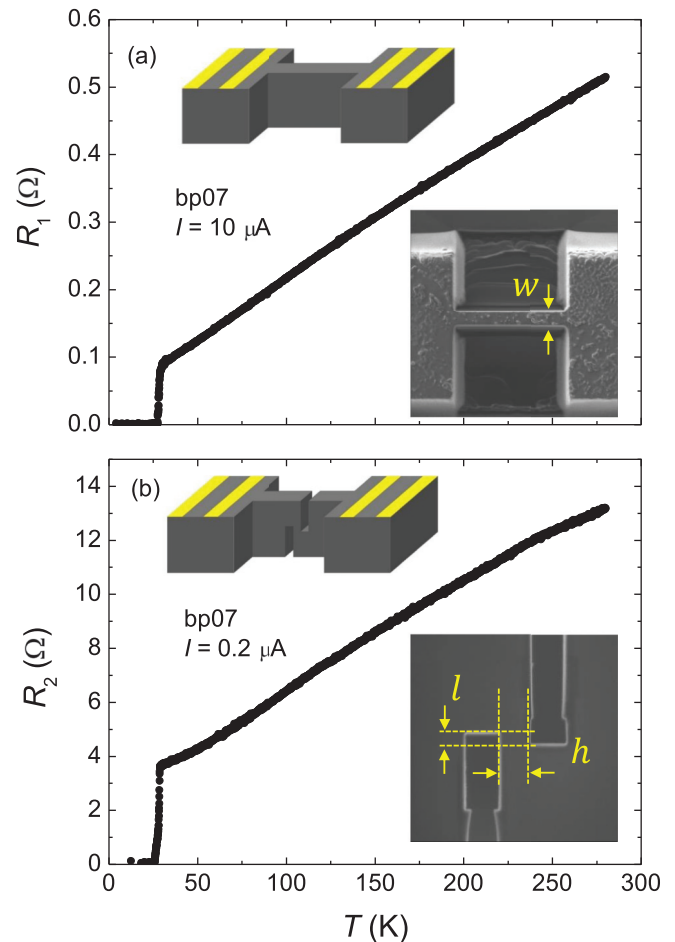 0.6
0.5
0.4
0.3
0.2
0.1
0.0
R₁ (Ω)
(a)
bp07
I = 10 μA
w
14
12
10
8
6
4
2
0
R₂ (Ω)
(b)
bp07
I = 0.2 μA
l
h
0 50 100 150 200 250 300
T (K)